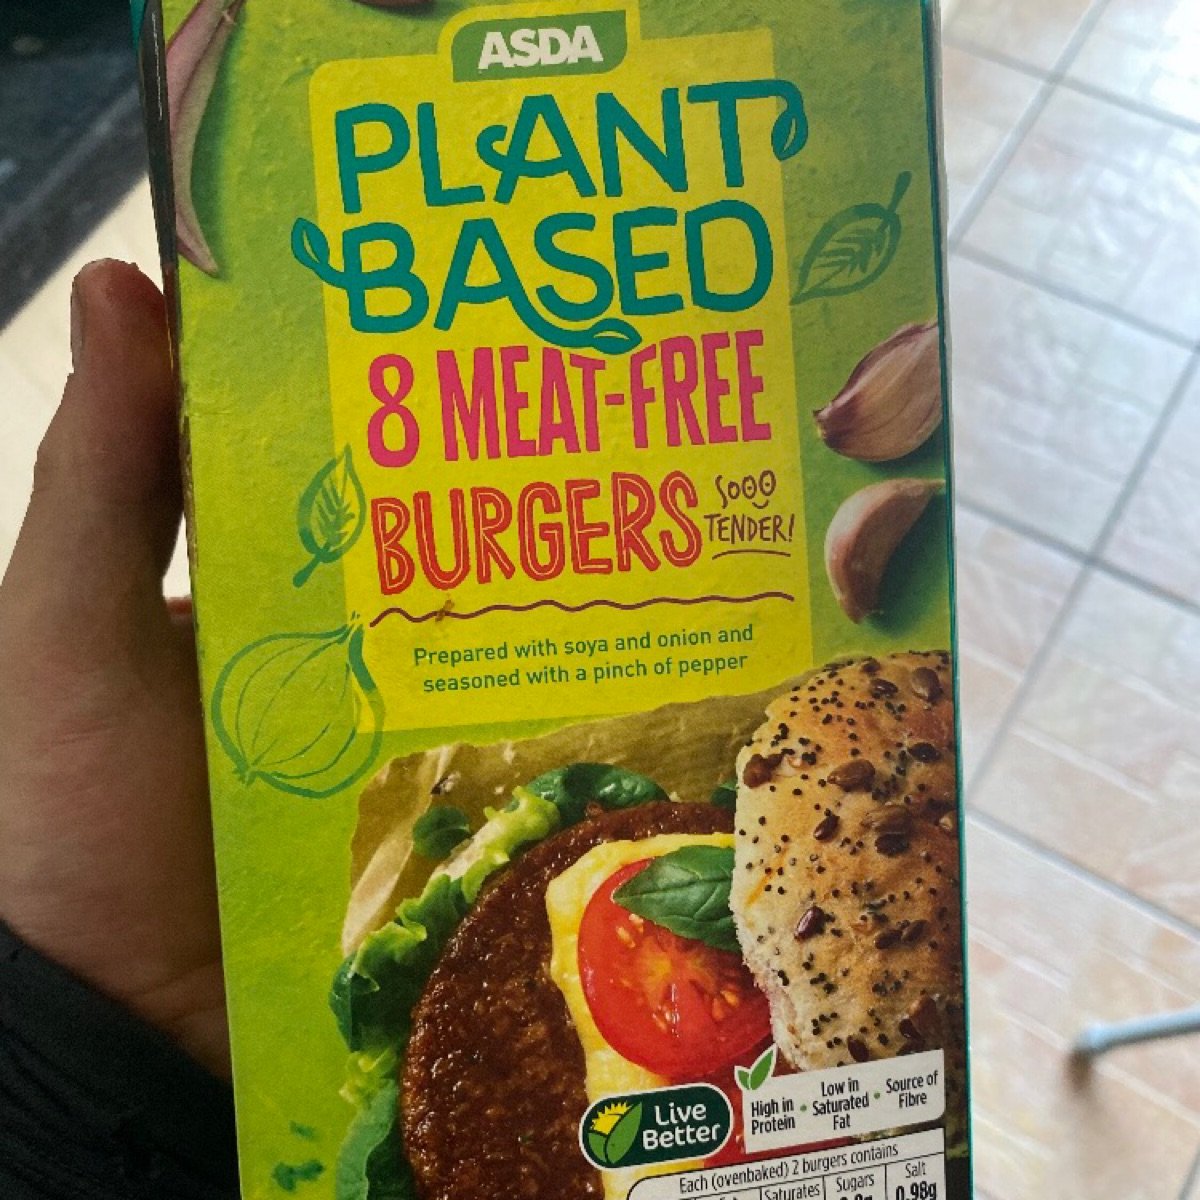 ASDA
PLANT
BASED
8 MEAT-FREE
BURGERS
Sooo
TENDER!
Prepared with soya and onion and
seasoned with a pinch of pepper
Live
Better
High in
Protein
• Low in
Saturated
Fat
• Source of
Fibre
Each (ovenbaked) 2 burgers contains
Saturates
Sugars
Salt
0.98g